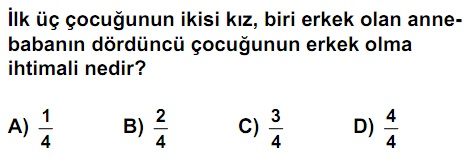 İlk üç çocuğunun ikisi kız, biri erkek olan anne-
babanın dördüncü çocuğunun erkek olma
ihtimali nedir?
A) 1/4 B) 2/4 C) 3/4 D) 4/4